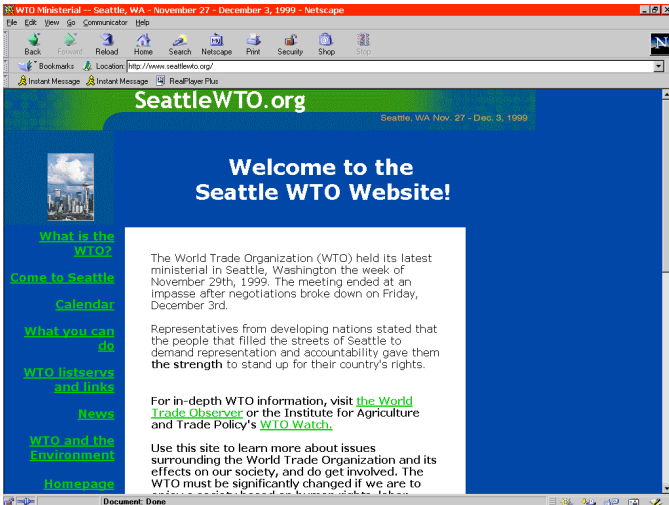 WTO Ministerial -- Seattle, WA - November 27 - December 3, 1999 - Netscape
File Edit View Go Communicator Help
Back Forward Reload Home Search Netscape Print Security Shop Stop
Bookmarks Location: http://www.seattlewto.org/
Instant Message Instant Message RealPlayer Plus
SeattleWTO.org
Seattle, WA Nov. 27 - Dec. 3, 1999
Welcome to the
Seattle WTO Website!
What is the
WTO?
Come to Seattle
Calendar
What you can
do
WTO listservs
and links
News
WTO and the
Environment
Homepage
The World Trade Organization (WTO) held its latest
ministerial in Seattle, Washington the week of
November 29th, 1999. The meeting ended at an
impasse after negotiations broke down on Friday,
December 3rd.
Representatives from developing nations stated that
the people that filled the streets of Seattle to
demand representation and accountability gave them
the strength to stand up for their country's rights.
For in-depth WTO information, visit the World
Trade Observer or the Institute for Agriculture
and Trade Policy's WTO Watch.
Use this site to learn more about issues
surrounding the World Trade Organization and its
effects on our society, and do get involved. The
WTO must be significantly changed if we are to
enjoy a society based on human rights, labor
Document: Done